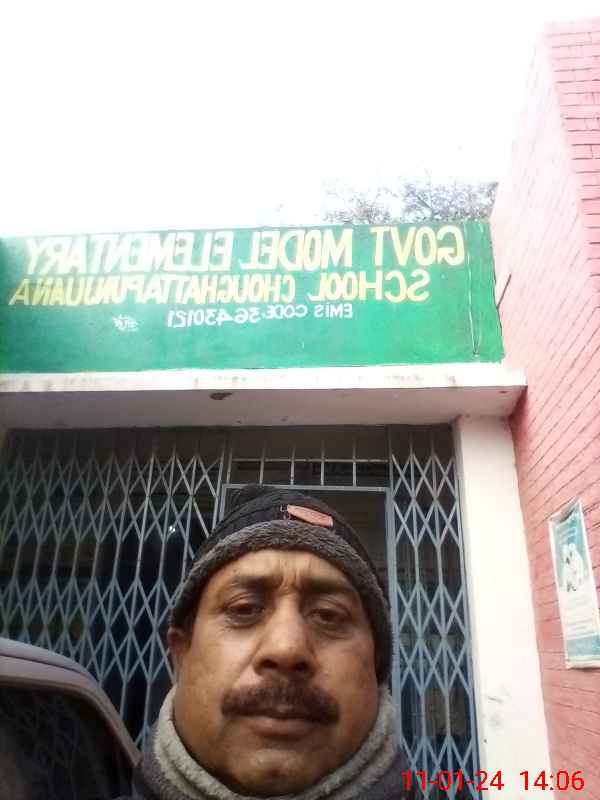 GOVT MODEL ELEMENTARY
SCHOOL CHOUGHATTAPUNJUANA
EMIS CODE-36430121
11-01-24 14:06